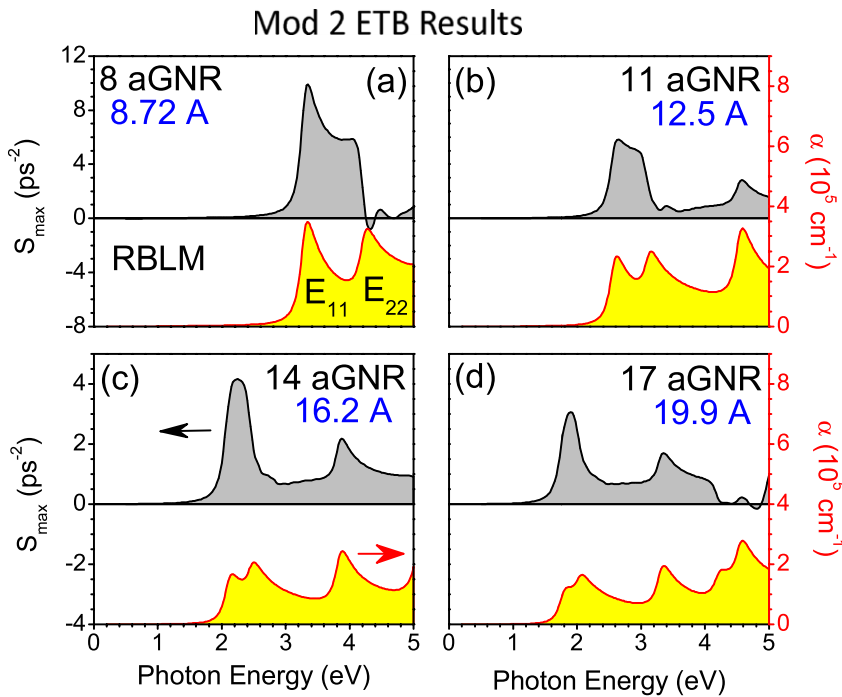 Mod 2 ETB Results
12
8
4
0
-4
-8
S_max (ps^-2)
8 aGNR
8.72 A
(a)
RBLM
E_11
E_22
(b)
11 aGNR
12.5 A
8
6
4
2
0
α (10^5 cm^-1)
4
2
0
-2
-4
S_max (ps^-2)
(c)
14 aGNR
16.2 A
0 1 2 3 4 5
Photon Energy (eV)
(d)
17 aGNR
19.9 A
8
6
4
2
0
α (10^5 cm^-1)
0 1 2 3 4 5
Photon Energy (eV)